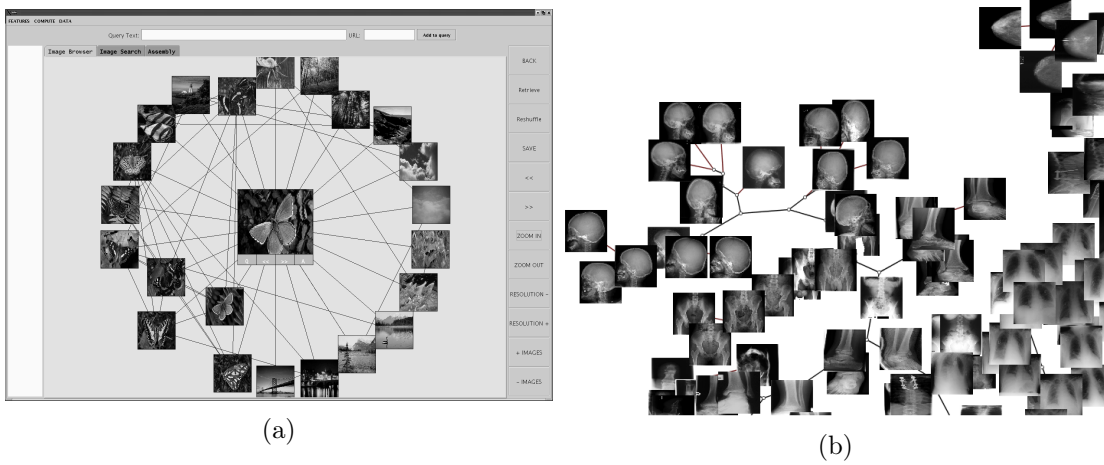 FEATURES COMPUTE DATA
Query Text: URL: Add to query
Image Browser Image Search Assembly
BACK
Retrieve
Reshuffle
SAVE
<<
>>
ZOOM IN
ZOOM OUT
RESOLUTION -
RESOLUTION +
+ IMAGES
- IMAGES
(a)
(b)